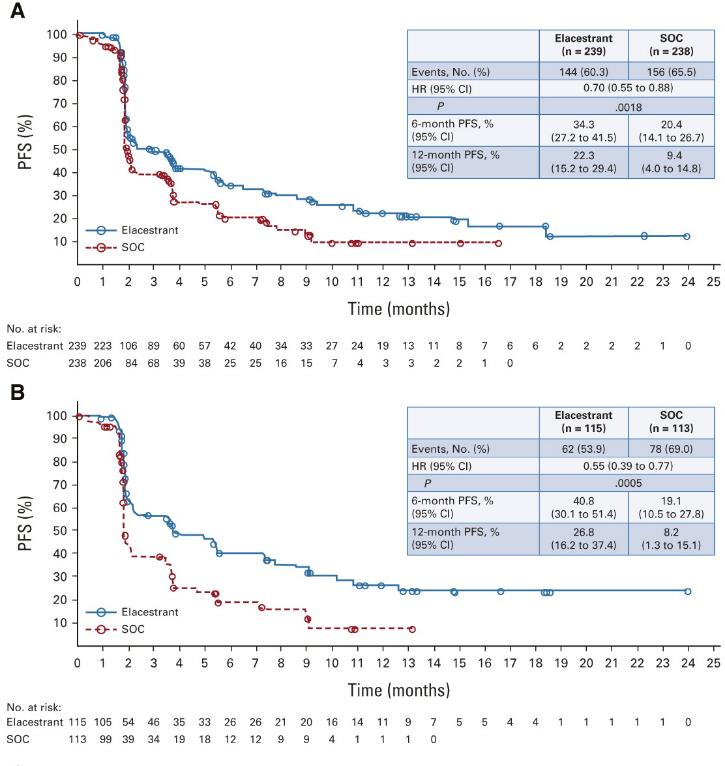 A
PFS (%)
100
90
80
70
60
50
40
30
20
10
Elacestrant
SOC
Elacestrant
(n = 239)
SOC
(n = 238)
Events, No. (%) 144 (60.3) 156 (65.5)
HR (95% CI) 0.70 (0.55 to 0.88)
P .0018
6-month PFS, %
(95% CI)
34.3
(27.2 to 41.5)
20.4
(14.1 to 26.7)
12-month PFS, %
(95% CI)
22.3
(15.2 to 29.4)
9.4
(4.0 to 14.8)
0 1 2 3 4 5 6 7 8 9 10 11 12 13 14 15 16 17 18 19 20 21 22 23 24 25
Time (months)
No. at risk:
Elacestrant 239 223 106 89 60 57 42 40 34 33 27 24 19 13 11 8 7 6 6 2 2 2 2 1 0
SOC 238 206 84 68 39 38 25 25 16 15 7 4 3 3 2 2 1 0
B
PFS (%)
100
90
80
70
60
50
40
30
20
10
Elacestrant
SOC
Elacestrant
(n = 115)
SOC
(n = 113)
Events, No. (%) 62 (53.9) 78 (69.0)
HR (95% CI) 0.55 (0.39 to 0.77)
P .0005
6-month PFS, %
(95% CI)
40.8
(30.1 to 51.4)
19.1
(10.5 to 27.8)
12-month PFS, %
(95% CI)
26.8
(16.2 to 37.4)
8.2
(1.3 to 15.1)
0 1 2 3 4 5 6 7 8 9 10 11 12 13 14 15 16 17 18 19 20 21 22 23 24 25
Time (months)
No. at risk:
Elacestrant 115 105 54 46 35 33 26 26 21 20 16 14 11 9 7 5 5 4 4 1 1 1 1 1 0
SOC 113 99 39 34 19 18 12 12 9 9 4 1 1 1 0